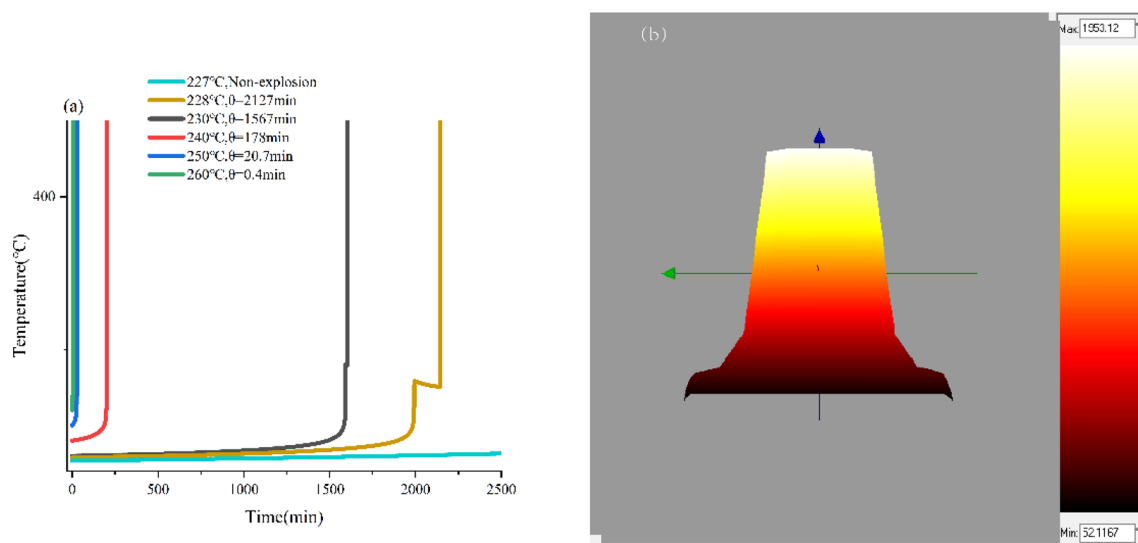 (a)
227℃,Non-explosion
228℃,θ=2127min
230℃,θ=1567min
240℃,θ=178min
250℃.θ=20.7min
260℃,θ=0.4min
400
Temperature(℃)
0
500
1000
1500
2000
2500
Time(min)
(b)
Max: 1953.12
Min: 52.1167